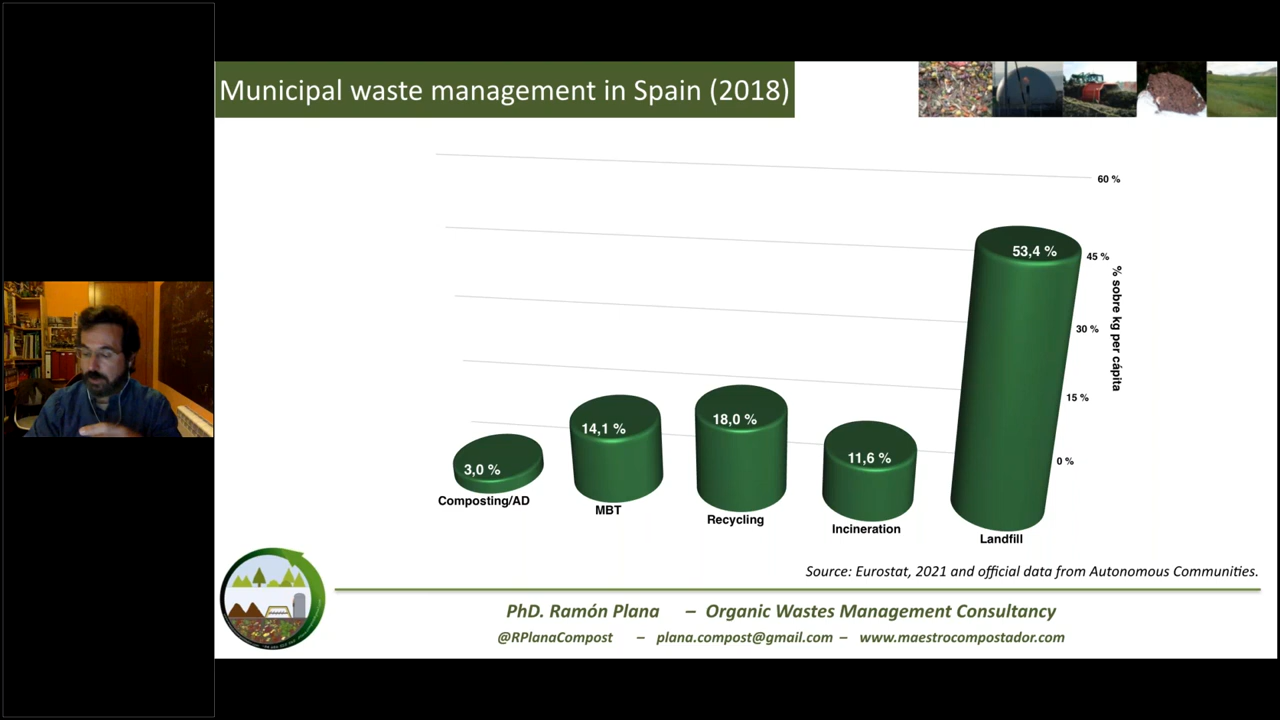 Municipal waste management in Spain (2018)
60 %
45 %
30 %
15 %
0 %
% sobre kg per cápita
53,4 %
14,1 %
18,0 %
11,6 %
3,0 %
Composting/AD
MBT
Recycling
Incineration
Landfill
Source: Eurostat, 2021 and official data from Autonomous Communities.
PhD. Ramón Plana – Organic Wastes Management Consultancy
@RPlanaCompost – plana.compost@gmail.com – www.maestrocompostador.com